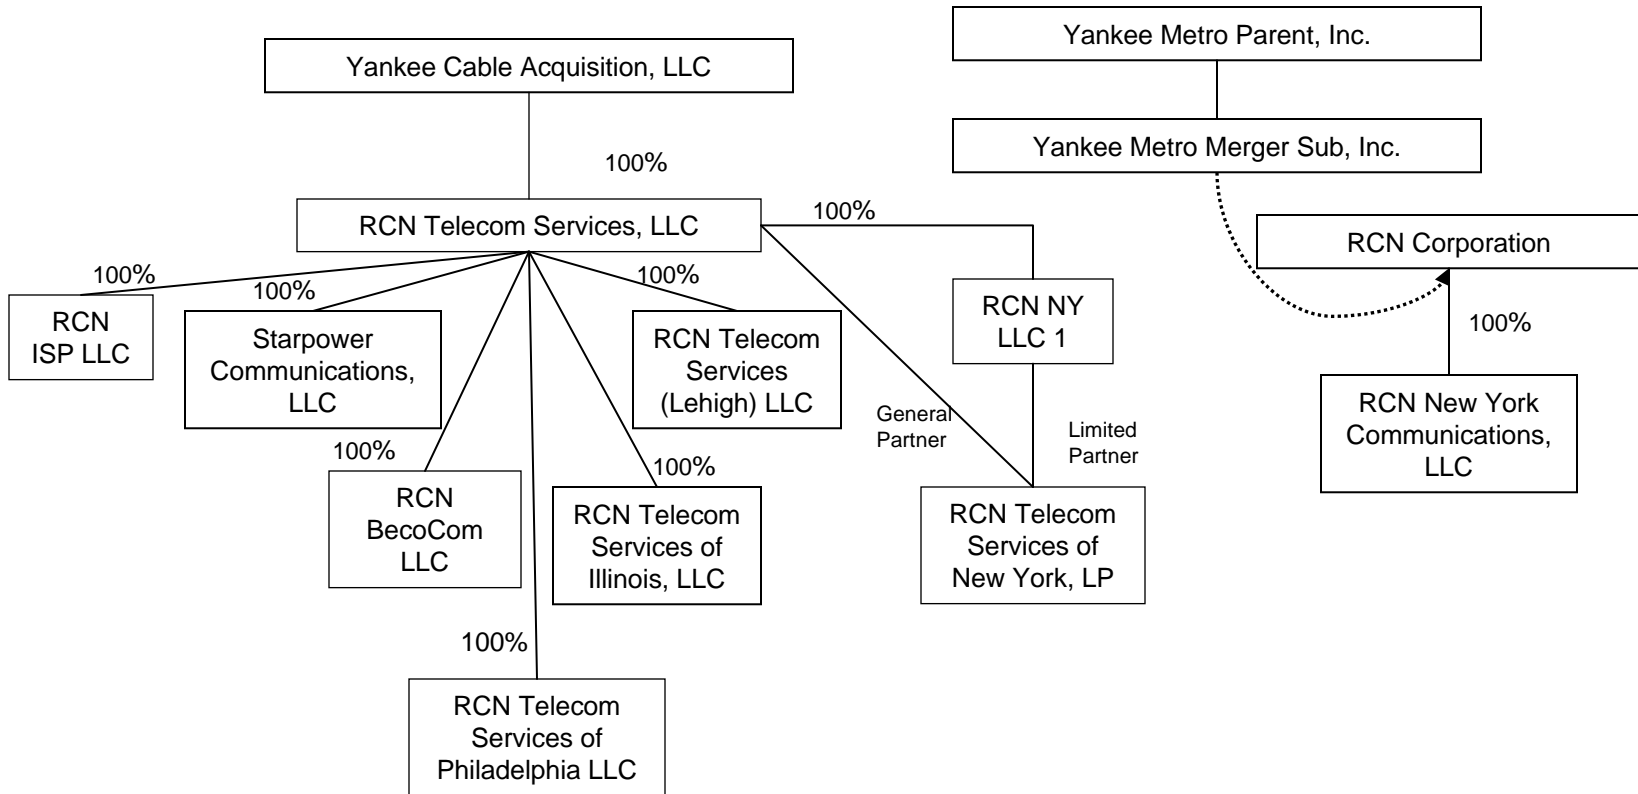 Yankee Metro Parent, Inc.
Yankee Cable Acquisition, LLC
Yankee Metro Merger Sub, Inc.
100%
RCN Telecom Services, LLC
100%
RCN Corporation
100%
100%
100%
RCN
ISP LLC
Starpower
Communications,
LLC
RCN Telecom
Services
(Lehigh) LLC
RCN NY
LLC 1
100%
General
Partner
Limited
Partner
RCN New York
Communications,
LLC
100%
100%
RCN
BecoCom
LLC
RCN Telecom
Services of
Illinois, LLC
RCN Telecom
Services of
New York, LP
100%
RCN Telecom
Services of
Philadelphia LLC